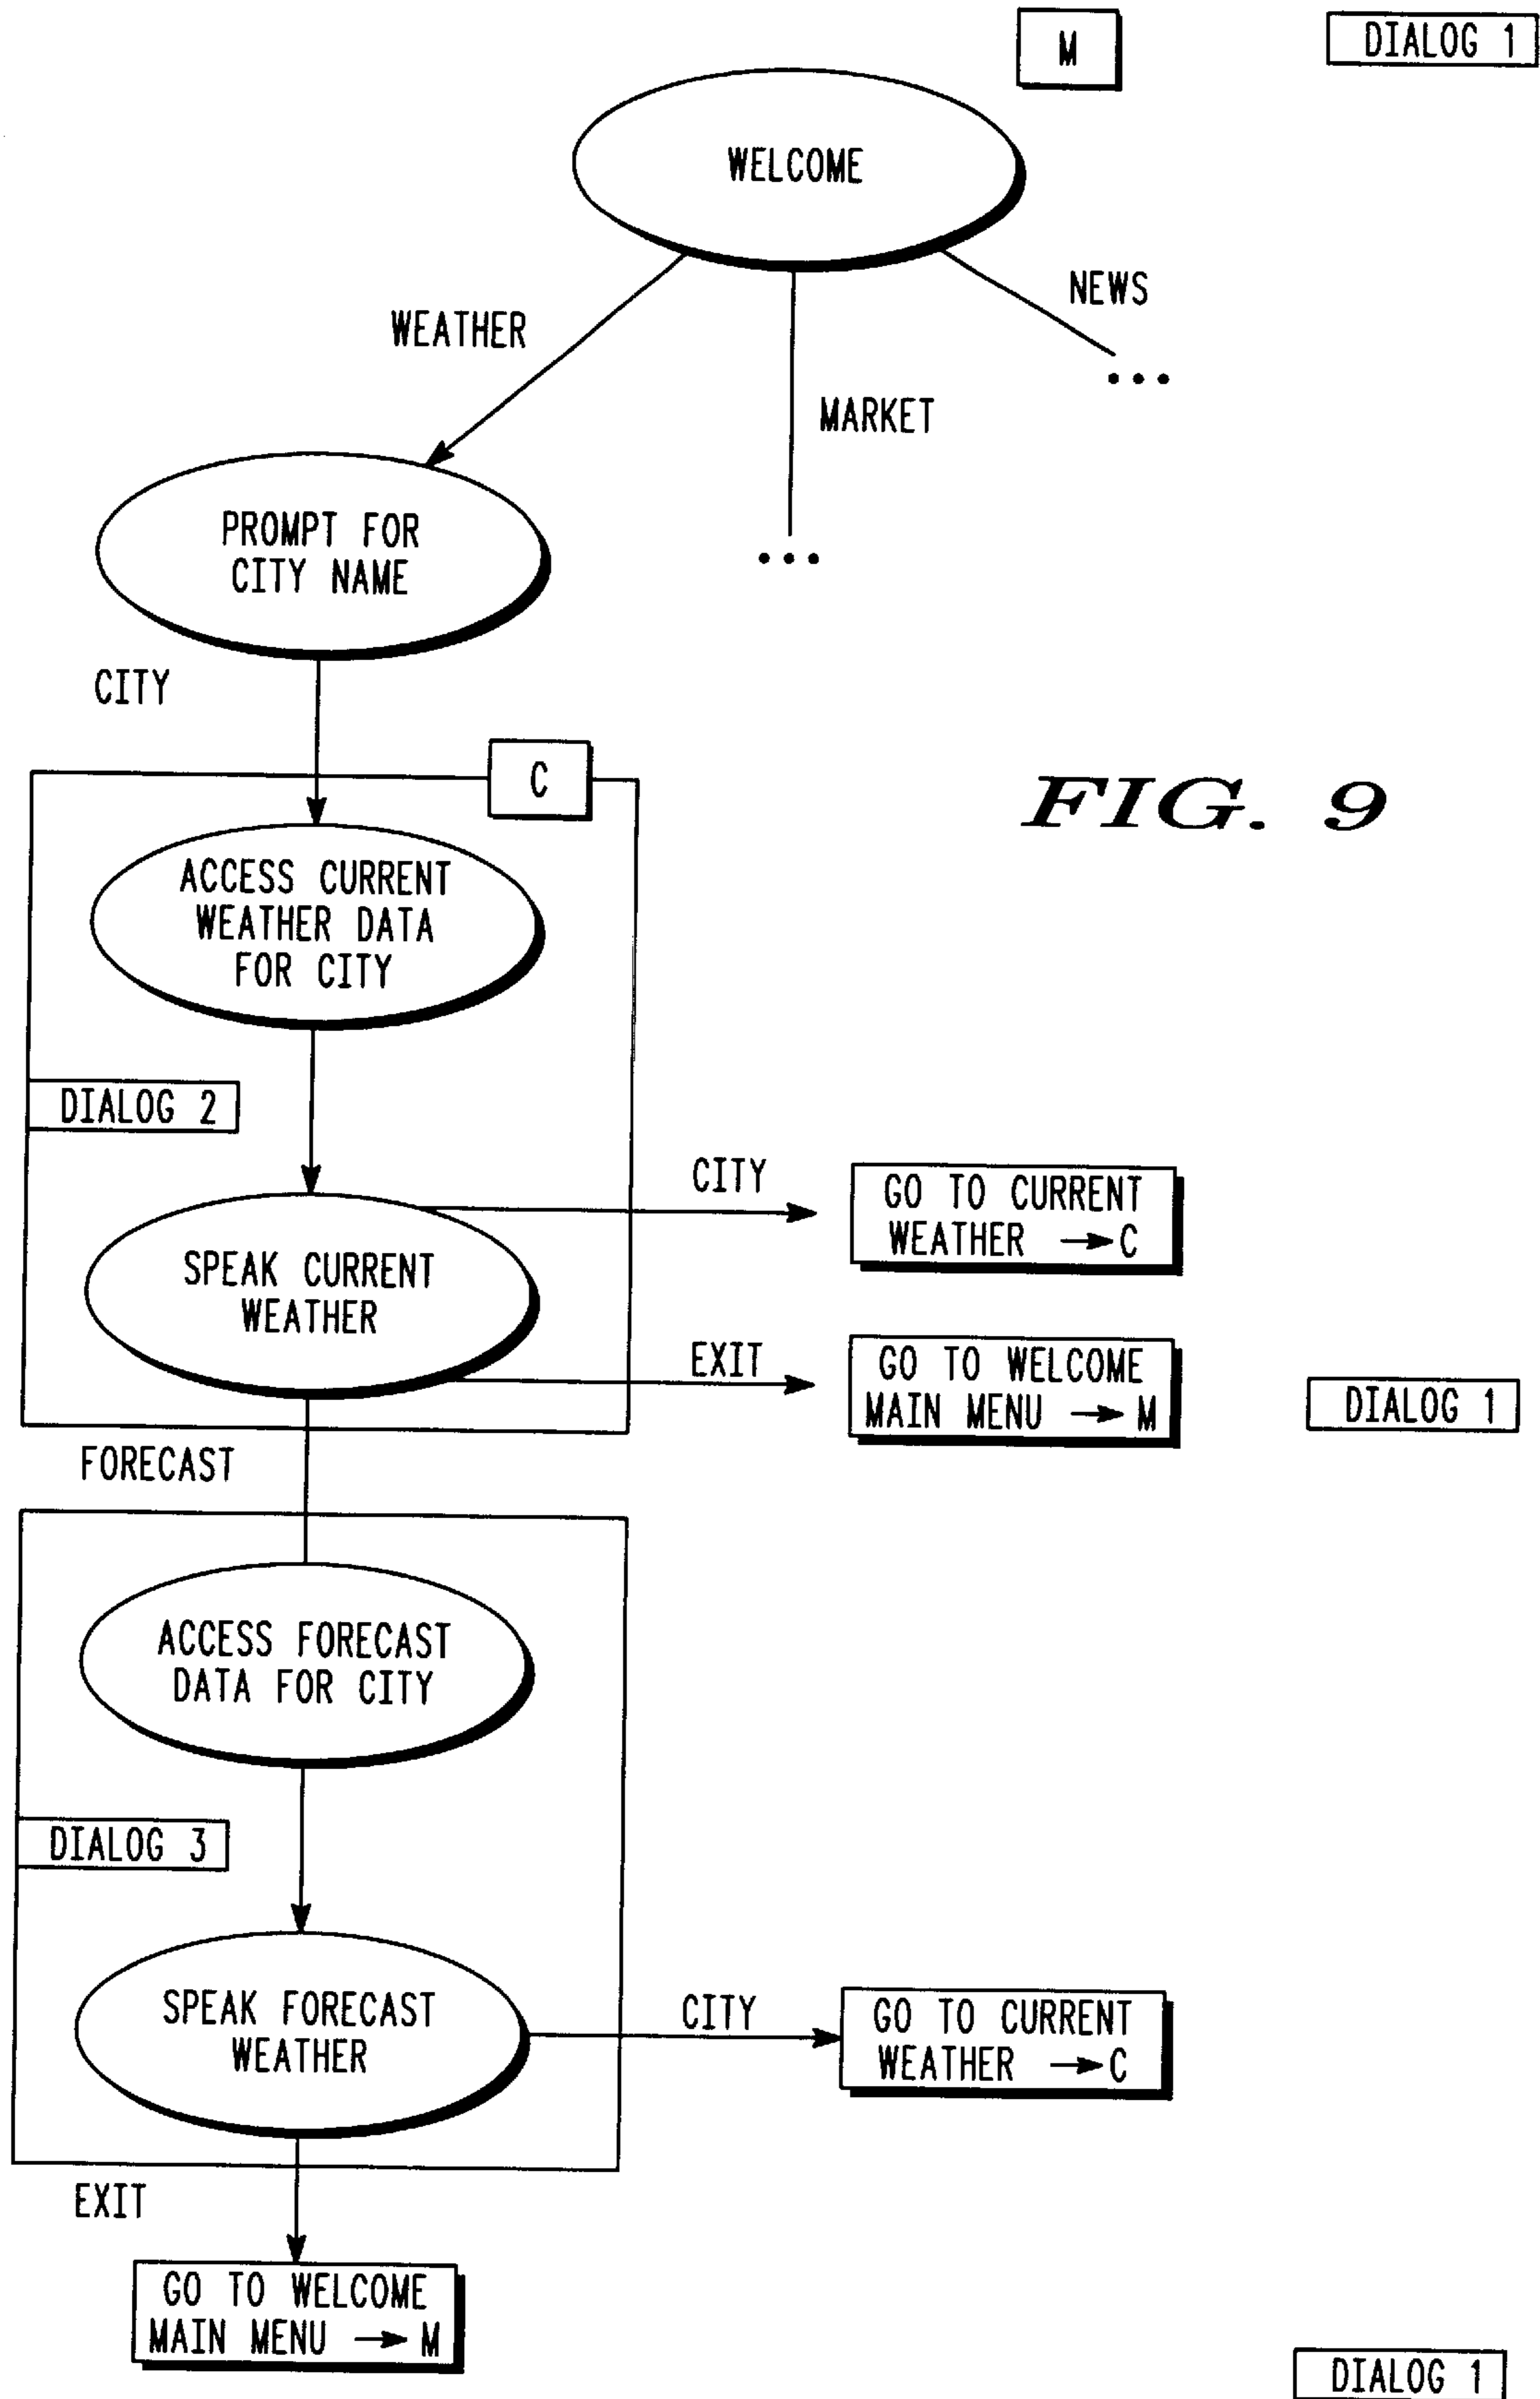 M
DIALOG 1
WELCOME
NEWS
WEATHER
MARKET
•••
•••
PROMPT FOR
CITY NAME
CITY
C
FIG. 9
ACCESS CURRENT
WEATHER DATA
FOR CITY
DIALOG 2
CITY
GO TO CURRENT
WEATHER → C
SPEAK CURRENT
WEATHER
EXIT
GO TO WELCOME
MAIN MENU → M
DIALOG 1
FORECAST
ACCESS FORECAST
DATA FOR CITY
DIALOG 3
SPEAK FORECAST
WEATHER
CITY
GO TO CURRENT
WEATHER → C
EXIT
GO TO WELCOME
MAIN MENU → M
DIALOG 1